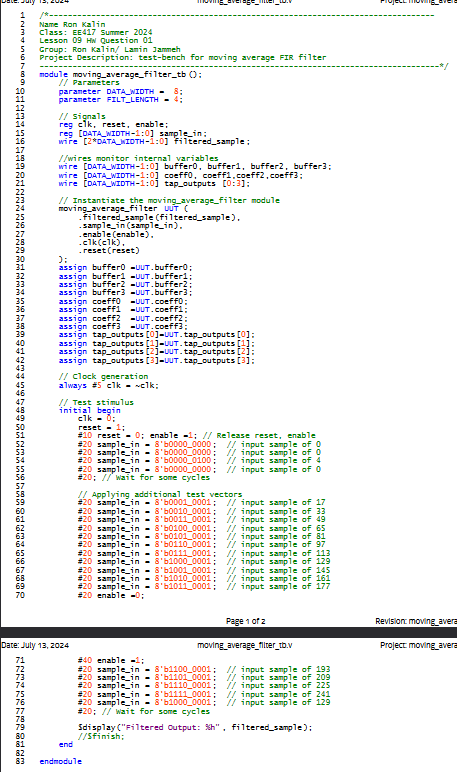 Date: July 13, 2024 moving_average_filter_tb.v Project: moving_avera
1 /*---------------------------------------------------------------------------------
2 Name Ron Kalin
3 Class: EE417 Summer 2024
4 Lesson 09 HW Question 01
5 Group: Ron Kalin/ Lamin Jammeh
6 Project Description: test-bench for moving average FIR filter
7 ---------------------------------------------------------------------------------*/
8 module moving_average_filter_tb();
9 // Parameters
10 parameter DATA_WIDTH = 8;
11 parameter FILT_LENGTH = 4;
12
13 // Signals
14 reg clk, reset, enable;
15 reg [DATA_WIDTH-1:0] sample_in;
16 wire [2*DATA_WIDTH-1:0] filtered_sample;
17
18 //wires monitor internal variables
19 wire [DATA_WIDTH-1:0] buffer0, buffer1, buffer2, buffer3;
20 wire [DATA_WIDTH-1:0] coeff0, coeff1,coeff2,coeff3;
21 wire [DATA_WIDTH-1:0] tap_outputs [0:3];
22
23 // Instantiate the moving_average_filter module
24 moving_average_filter UUT (
25 .filtered_sample(filtered_sample),
26 .sample_in(sample_in),
27 .enable(enable),
28 .clk(clk),
29 .reset(reset)
30 );
31 assign buffer0 =UUT.buffer0;
32 assign buffer1 =UUT.buffer1;
33 assign buffer2 =UUT.buffer2;
34 assign buffer3 =UUT.buffer3;
35 assign coeff0 =UUT.coeff0;
36 assign coeff1 =UUT.coeff1;
37 assign coeff2 =UUT.coeff2;
38 assign coeff3 =UUT.coeff3;
39 assign tap_outputs[0]=UUT.tap_outputs[0];
40 assign tap_outputs[1]=UUT.tap_outputs[1];
41 assign tap_outputs[2]=UUT.tap_outputs[2];
42 assign tap_outputs[3]=UUT.tap_outputs[3];
43
44 // Clock generation
45 always #5 clk = ~clk;
46
47 // Test stimulus
48 initial begin
49 clk = 0;
50 reset = 1;
51 #10 reset = 0; enable =1; // Release reset, enable
52 #20 sample_in = 8'b0000_0000; // input sample of 0
53 #20 sample_in = 8'b0000_0000; // input sample of 0
54 #20 sample_in = 8'b0000_0100; // input sample of 4
55 #20 sample_in = 8'b0000_0000; // input sample of 0
56 #20; // Wait for some cycles
57
58 // Applying additional test vectors
59 #20 sample_in = 8'b0001_0001; // input sample of 17
60 #20 sample_in = 8'b0010_0001; // input sample of 33
61 #20 sample_in = 8'b0011_0001; // input sample of 49
62 #20 sample_in = 8'b0100_0001; // input sample of 65
63 #20 sample_in = 8'b0101_0001; // input sample of 81
64 #20 sample_in = 8'b0110_0001; // input sample of 97
65 #20 sample_in = 8'b0111_0001; // input sample of 113
66 #20 sample_in = 8'b1000_0001; // input sample of 129
67 #20 sample_in = 8'b1001_0001; // input sample of 145
68 #20 sample_in = 8'b1010_0001; // input sample of 161
69 #20 sample_in = 8'b1011_0001; // input sample of 177
70 #20 enable =0;
Page 1 of 2 Revision: moving_avera
Date: July 13, 2024 moving_average_filter_tb.v Project: moving_avera
71 #40 enable =1;
72 #20 sample_in = 8'b1100_0001; // input sample of 193
73 #20 sample_in = 8'b1101_0001; // input sample of 209
74 #20 sample_in = 8'b1110_0001; // input sample of 225
75 #20 sample_in = 8'b1111_0001; // input sample of 241
76 #20 sample_in = 8'b1000_0001; // input sample of 129
77 #20; // Wait for some cycles
78
79 $display("Filtered Output: %h", filtered_sample);
80 //$finish;
81 end
82
83 endmodule